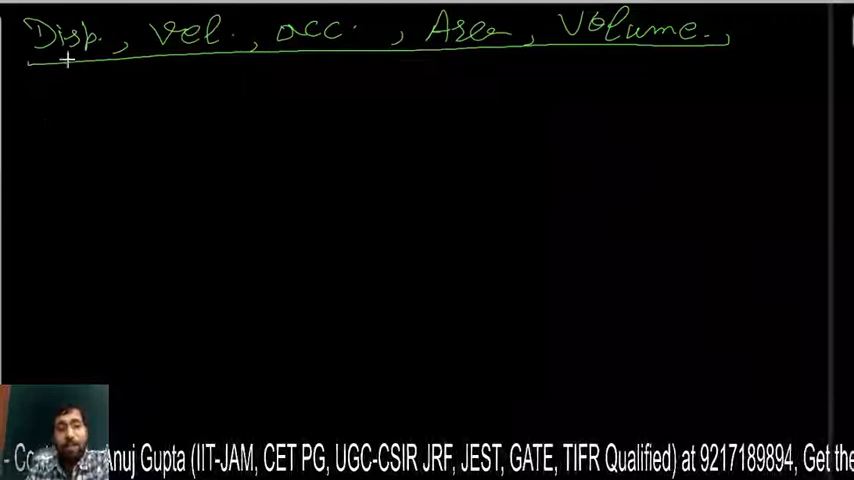 Disp., vel., acc., Area, Volume.,
- Co Anuj Gupta (IIT-JAM, CET PG, UGC-CSIR JRF, JEST, GATE, TIFR Qualified) at 9217189894, Get the